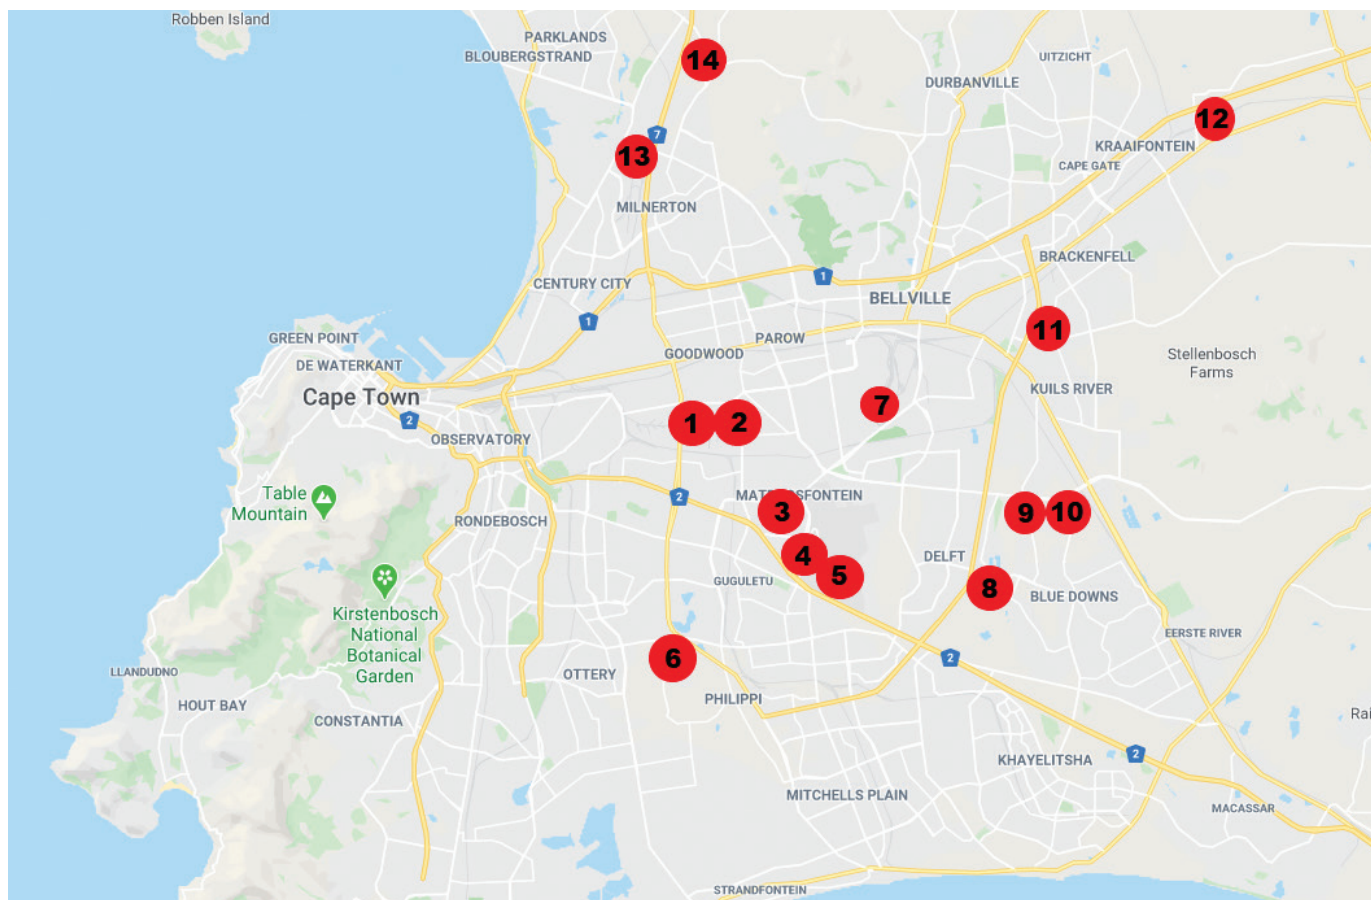 Robben Island
PARKLANDS
BLOUBERGSTRAND
14
UITZICHT
DURBANVILLE
7
13
12
KRAAIFONTEIN
CAPE GATE
MILNERTON
BRACKENFELL
1
CENTURY CITY
BELLVILLE
1
11
GREEN POINT
PAROW
GOODWOOD
Stellenbosch
Farms
DE WATERKANT
KUILS RIVER
Cape Town
7
2
1
2
OBSERVATORY
Table
Mountain
2
3
9
10
RONDEBOSCH
4
DELFT
5
GUGULETU
8
BLUE DOWNS
Kirstenbosch
National
Botanical
Garden
EERSTE RIVER
6
2
LLANDUDNO
OTTERY
PHILIPPI
HOUT BAY
CONSTANTIA
Rai
2
KHAYELITSHA
MITCHELLS PLAIN
MACASSAR
STRANDFONTEIN